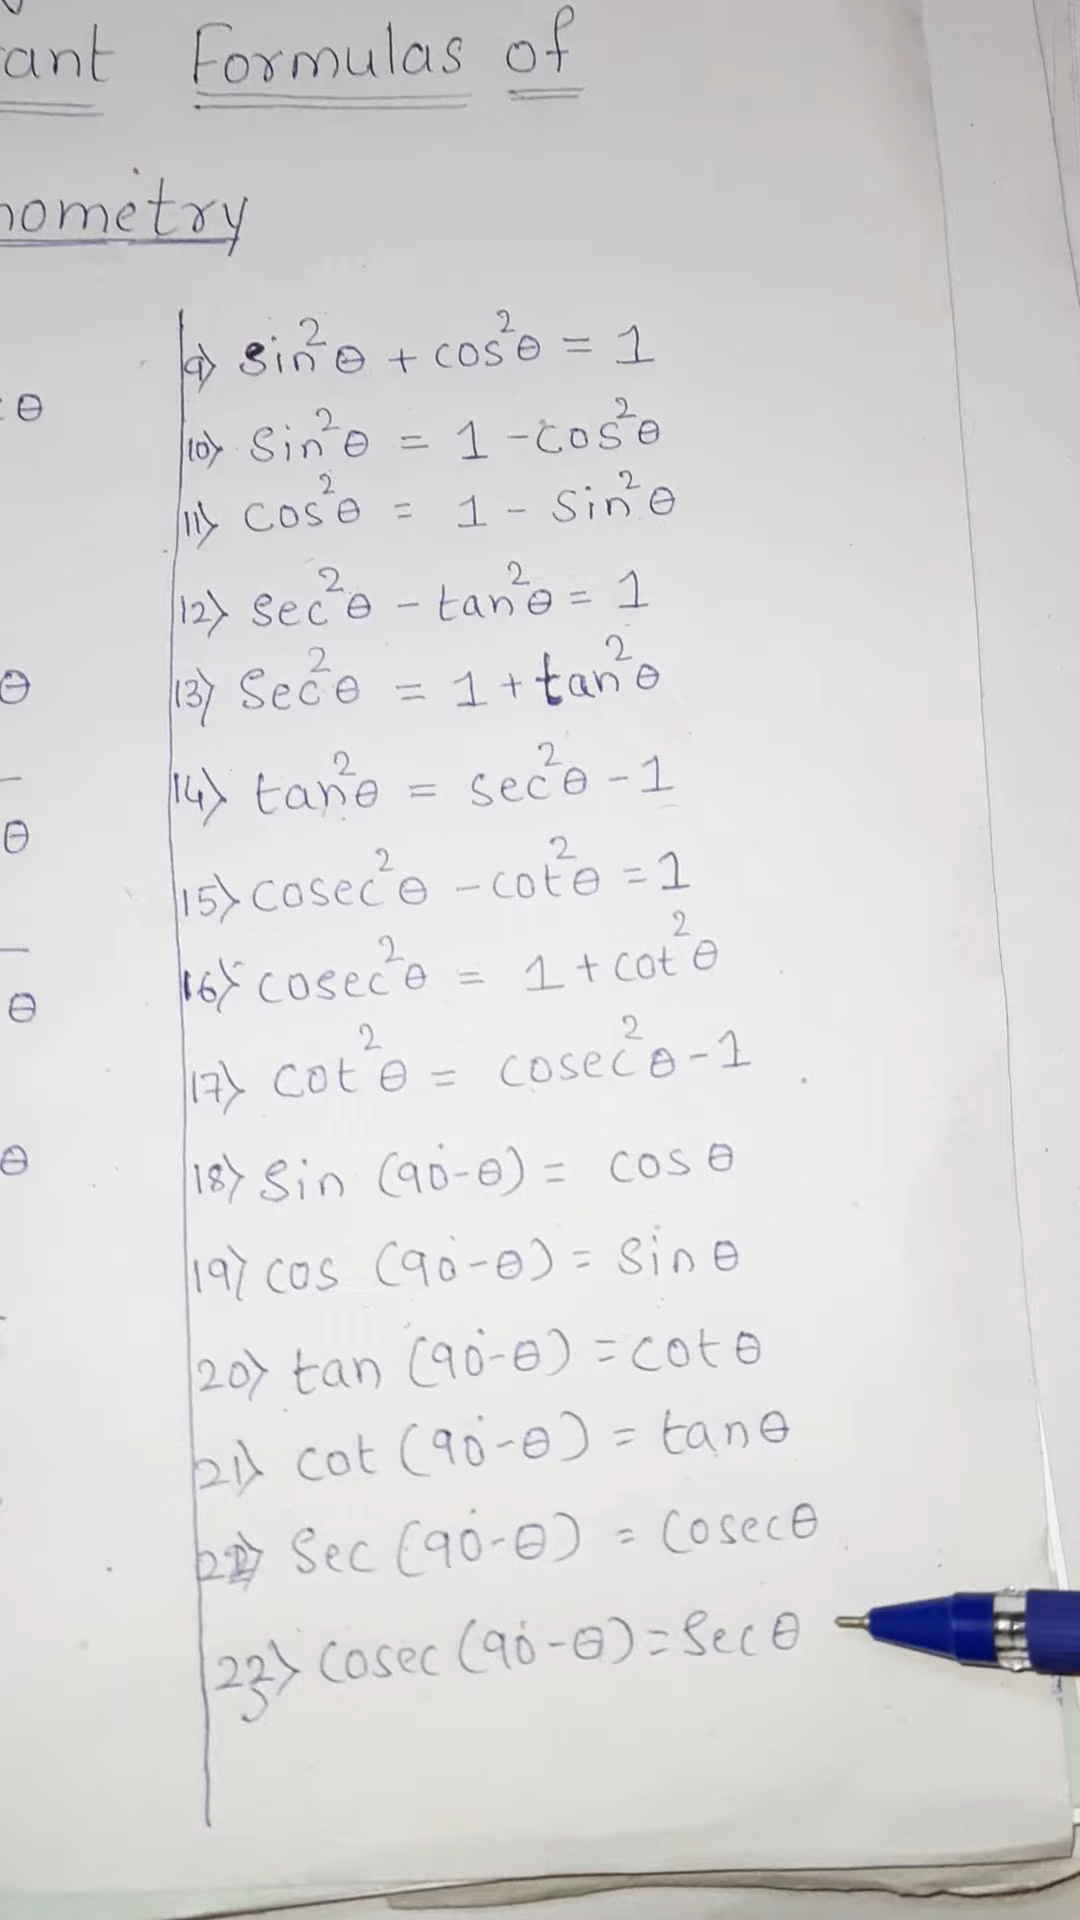 ant Formulas of
nometry
θ
θ
θ
θ
θ
9) sin²θ + cos²θ = 1
10) Sin²θ = 1 - cos²θ
11) cos²θ = 1 - Sin²θ
12) sec²θ - tan²θ = 1
13) Sec²θ = 1 + tan²θ
14) tan²θ = sec²θ - 1
15) cosec²θ - cot²θ = 1
16) cosec²θ = 1 + cot²θ
17) cot²θ = cosec²θ - 1
18) Sin (90° - θ) = cos θ
19) cos (90° - θ) = Sin θ
20) tan (90° - θ) = cot θ
21) cot (90° - θ) = tan θ
22) Sec (90° - θ) = Cosec θ
23) Cosec (90° - θ) = Sec θ